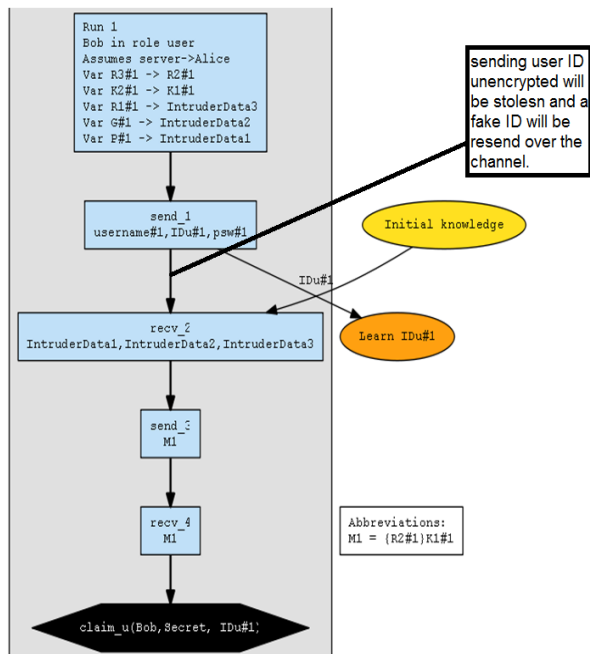 Run 1
Bob in role user
Assumes server->Alice
Var R3#1 -> R2#1
Var K2#1 -> K1#1
Var R1#1 -> IntruderData3
Var G#1 -> IntruderData2
Var P#1 -> IntruderData1
sending user ID
unencrypted will
be stolesn and a
fake ID will be
resend over the
channel.
send_1
username#1,IDu#1,psw#1
Initial knowledge
IDu#1
recv_2
IntruderData1,IntruderData2,IntruderData3
Learn IDu#1
send_3
M1
recv_4
M1
Abbreviations:
M1 = {R2#1}K1#1
claim_u(Bob,Secret, IDu#1)